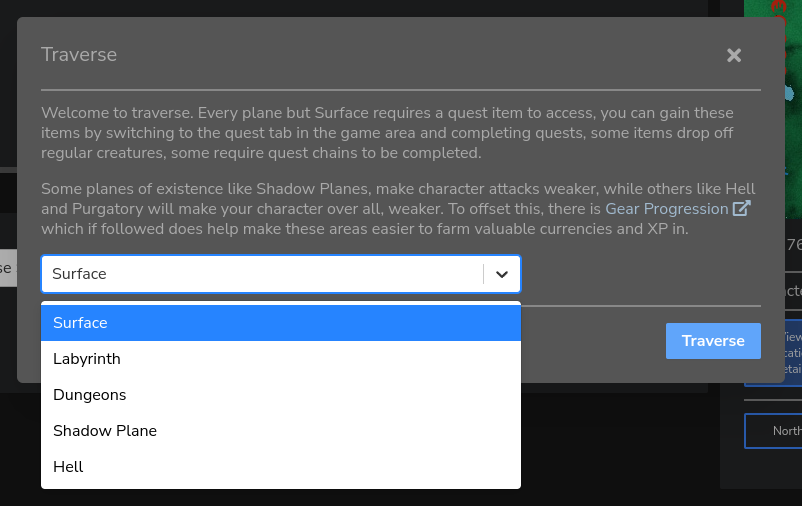 Traverse
Welcome to traverse. Every plane but Surface requires a quest item to access, you can gain these
items by switching to the quest tab in the game area and completing quests, some items drop off
regular creatures, some require quest chains to be completed.
Some planes of existence like Shadow Planes, make character attacks weaker, while others like Hell
and Purgatory will make your character over all, weaker. To offset this, there is Gear Progression
which if followed does help make these areas easier to farm valuable currencies and XP in.
Surface
Surface
Labyrinth
Dungeons
Shadow Plane
Hell
Traverse
76
North